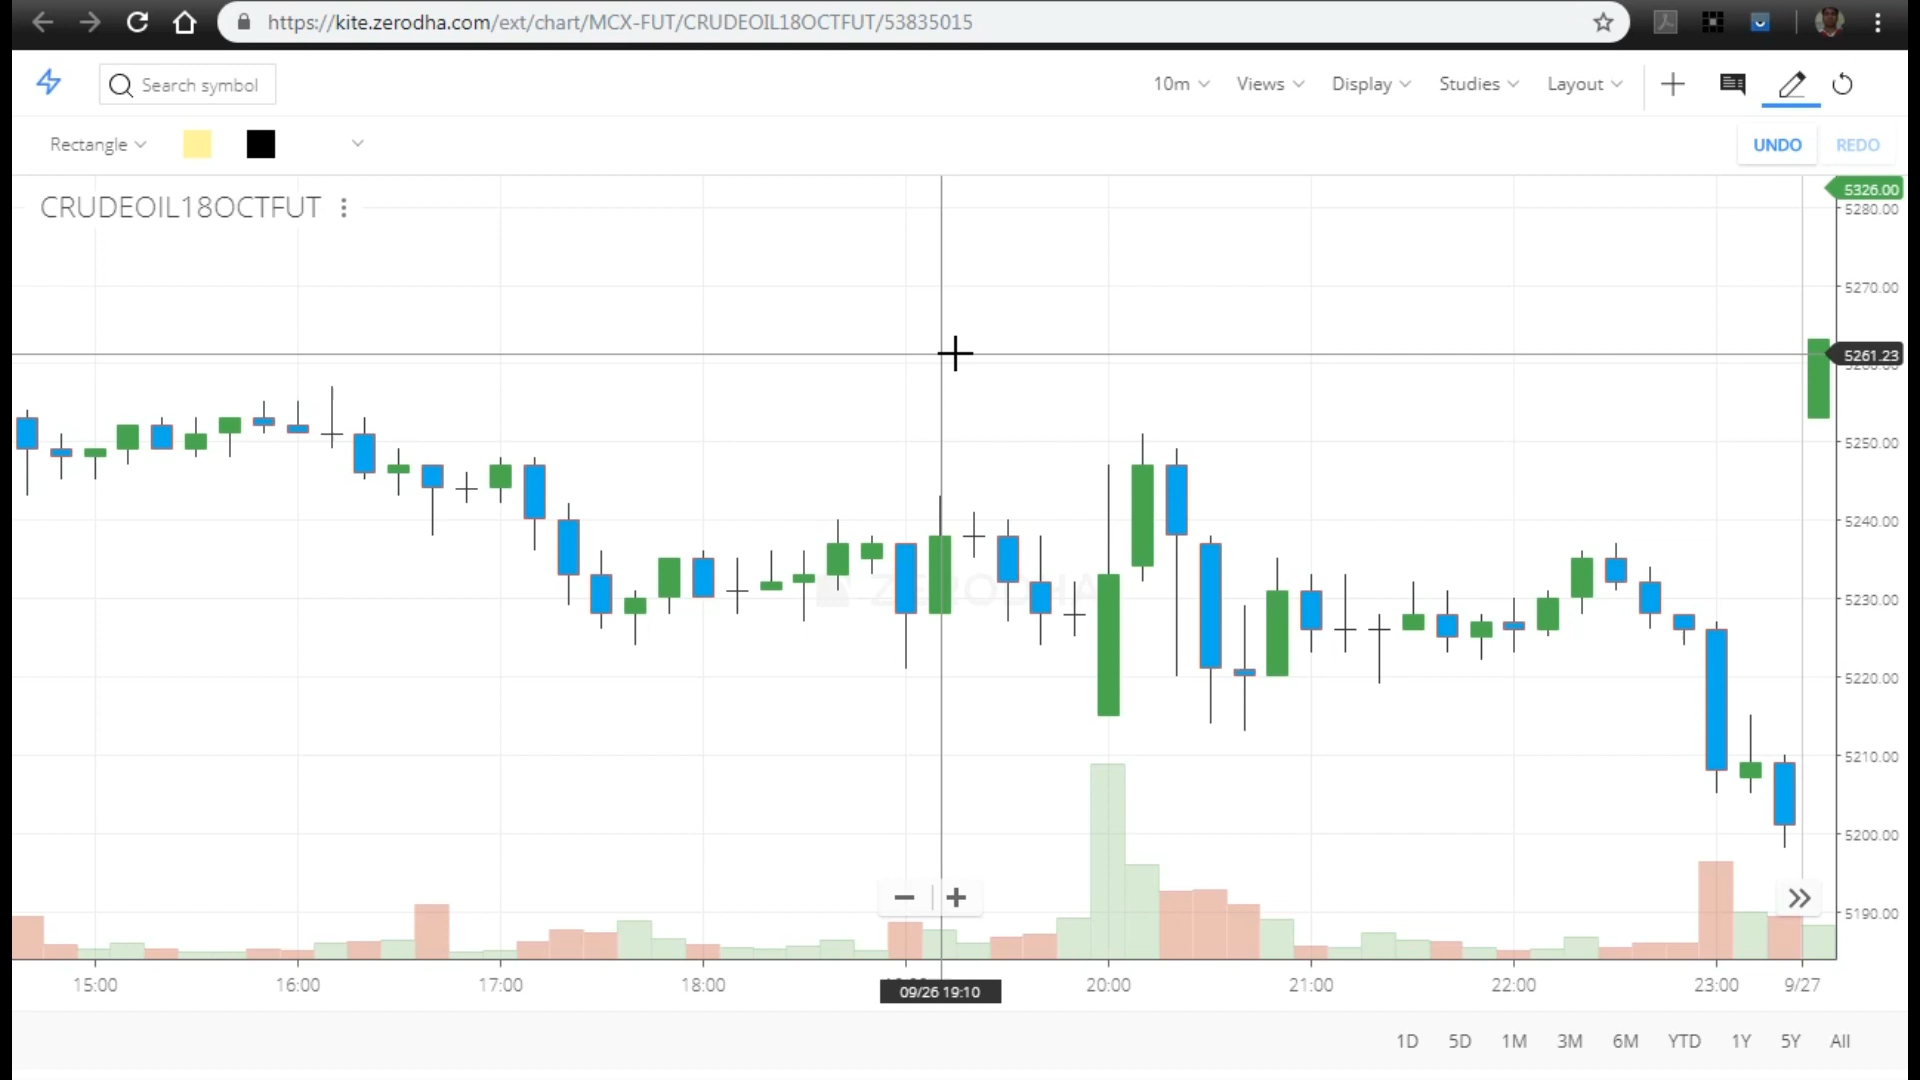 https://kite.zerodha.com/ext/chart/MCX-FUT/CRUDEOIL18OCTFUT/53835015
Search symbol
10m
Views
Display
Studies
Layout
Rectangle
UNDO
REDO
CRUDEOIL18OCTFUT
5326.00
5280.00
5270.00
5261.23
5250.00
5240.00
ZERODHA
5230.00
5220.00
5210.00
5200.00
5190.00
15:00 16:00 17:00 18:00 09/26 19:10 20:00 21:00 22:00 23:00 9/27
1D 5D 1M 3M 6M YTD 1Y 5Y All